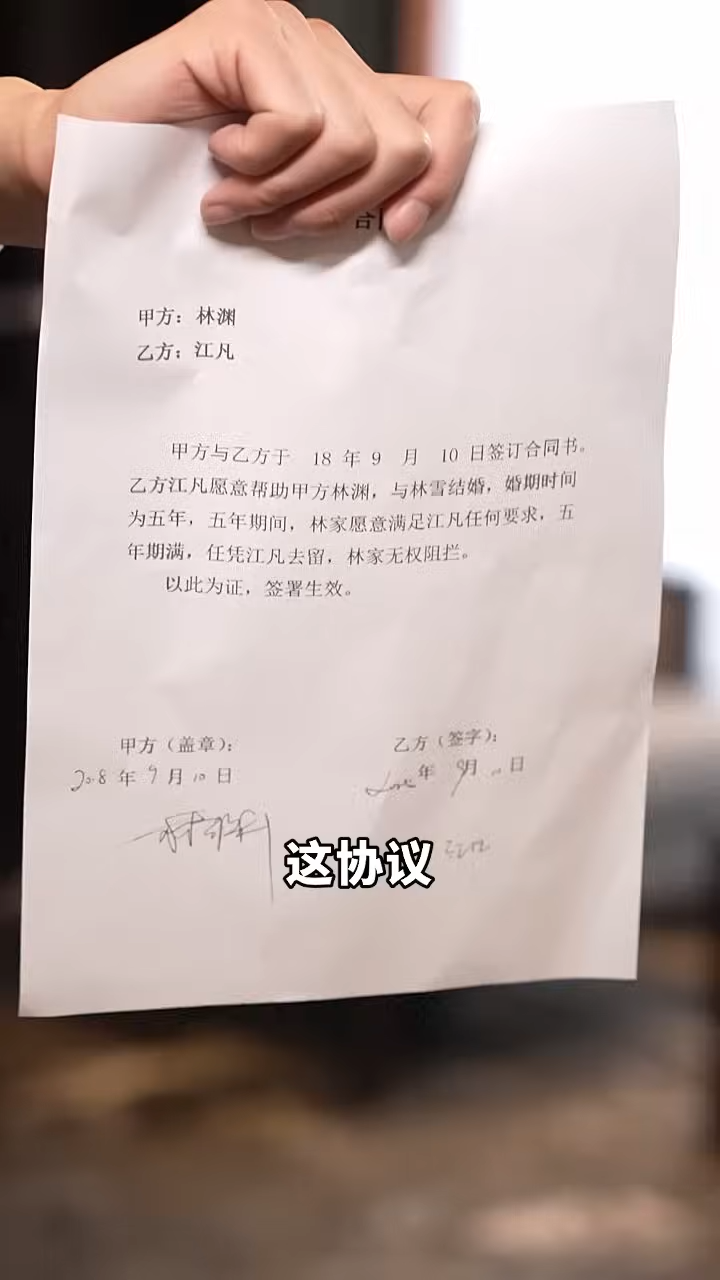 合同
甲方：林渊
乙方：江凡
甲方与乙方于 18 年 9 月 10 日签订合同书。
乙方江凡愿意帮助甲方林渊，与林雪结婚，婚期时间
为五年，五年期间，林家愿意满足江凡任何要求，五
年期满，任凭江凡去留，林家无权阻拦。
以此为证，签署生效。
甲方（盖章）： 乙方（签字）：
2018 年 9 月 10 日 年 9月 日
这协议